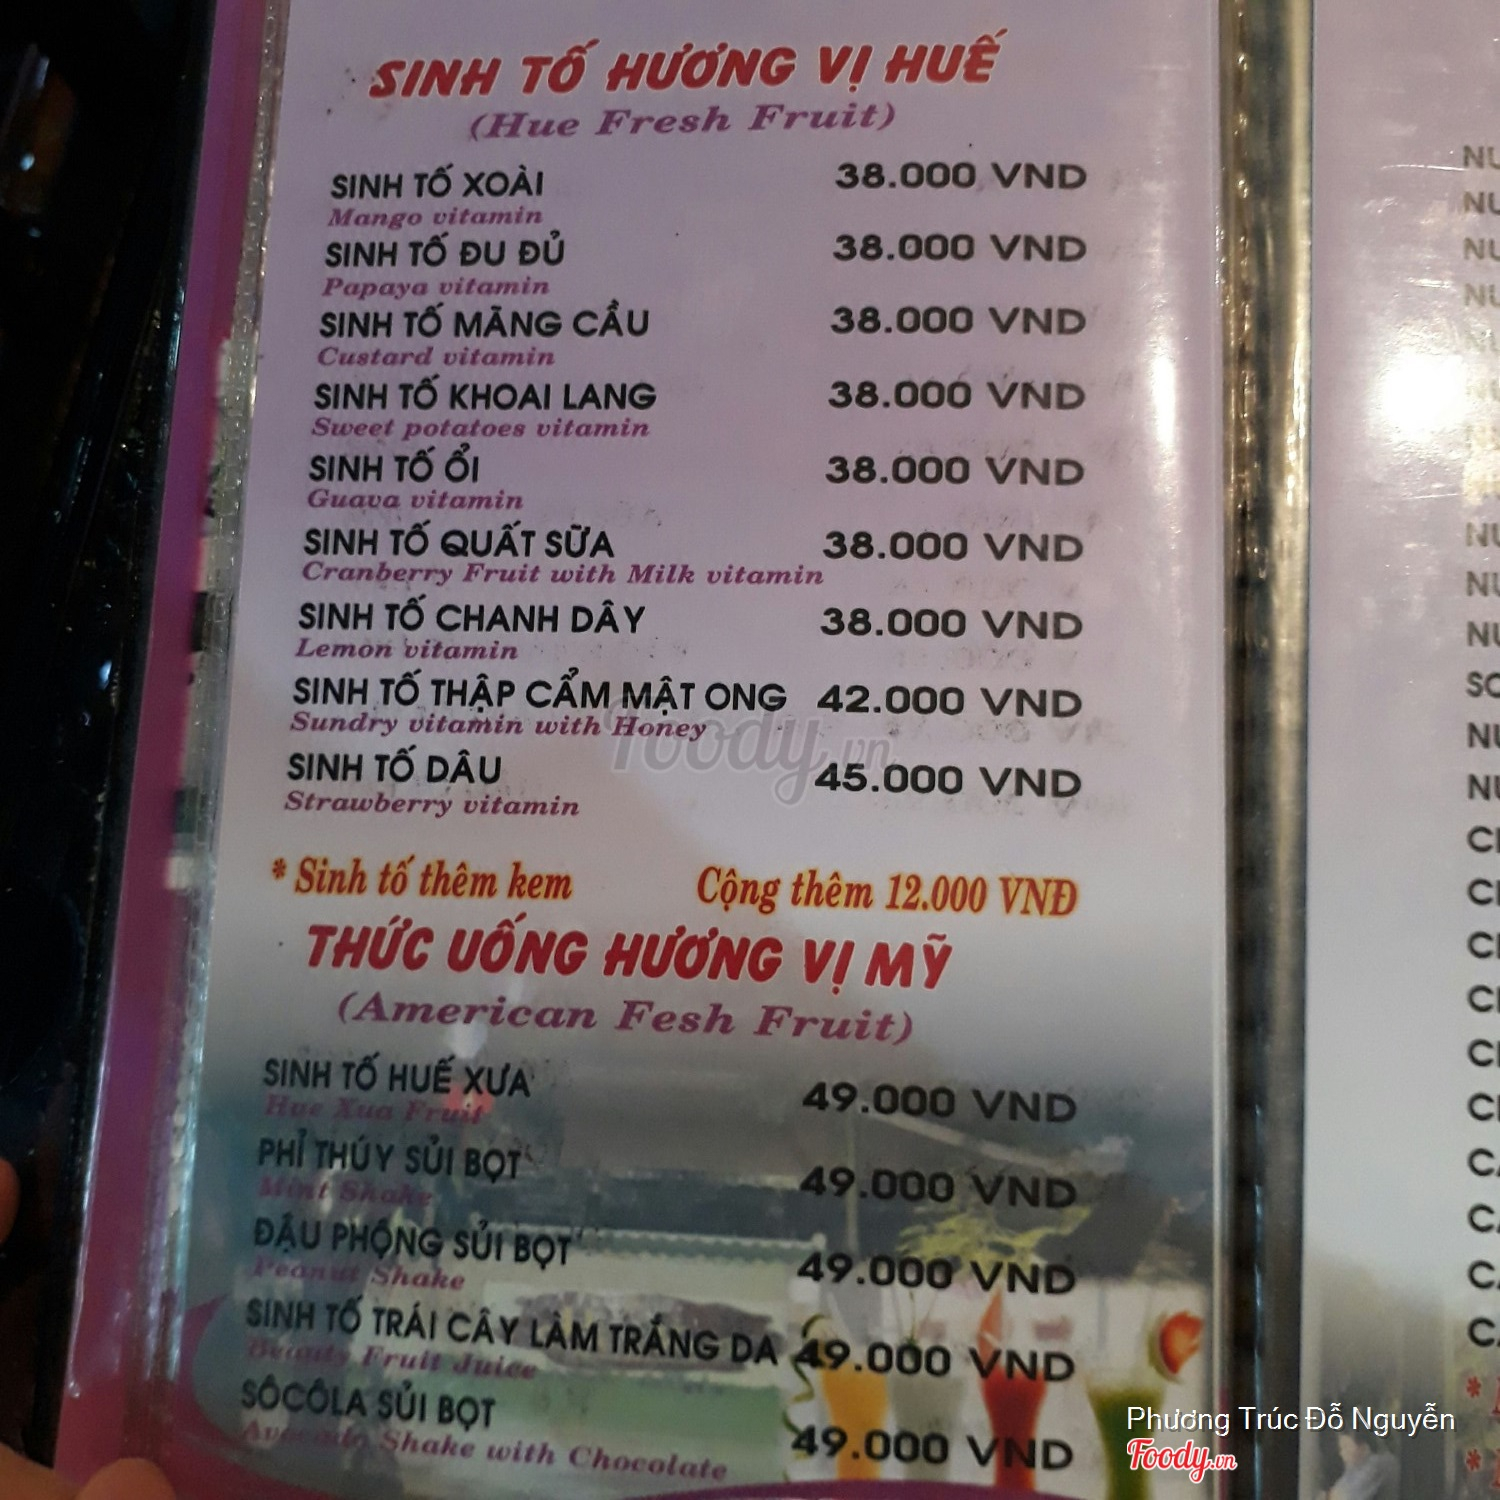 SINH TỐ HƯƠNG VỊ HUẾ
(Hue Fresh Fruit)
SINH TỐ XOÀI 38.000 VND
Mango vitamin
SINH TỐ ĐU ĐỦ 38.000 VND
Papaya vitamin
SINH TỐ MÃNG CẦU 38.000 VND
Custard vitamin
SINH TỐ KHOAI LANG 38.000 VND
Sweet potatoes vitamin
SINH TỐ ỔI 38.000 VND
Guava vitamin
SINH TỐ QUẤT SỮA 38.000 VND
Cranberry Fruit with Milk vitamin
SINH TỐ CHANH DÂY 38.000 VND
Lemon vitamin
SINH TỐ THẬP CẨM MẬT ONG 42.000 VND
Sundry vitamin with Honey
SINH TỐ DÂU 45.000 VND
Strawberry vitamin
* Sinh tố thêm kem Cộng thêm 12.000 VNĐ
THỨC UỐNG HƯƠNG VỊ MỸ
(American Fesh Fruit)
SINH TỐ HUẾ XƯA 49.000 VND
Hue Xua Fruit
PHỈ THÚY SỦI BỌT 49.000 VND
Mint Shake
ĐẬU PHỘNG SỦI BỌT 49.000 VND
Peanut Shake
SINH TỐ TRÁI CÂY LÀM TRẮNG DA 49.000 VND
Beauty Fruit Juice
SÔCÔLA SỦI BỌT 49.000 VND
Avocado Shake with Chocolate
Foody.vn
Phương Trúc Đỗ Nguyễn
Foody.vn